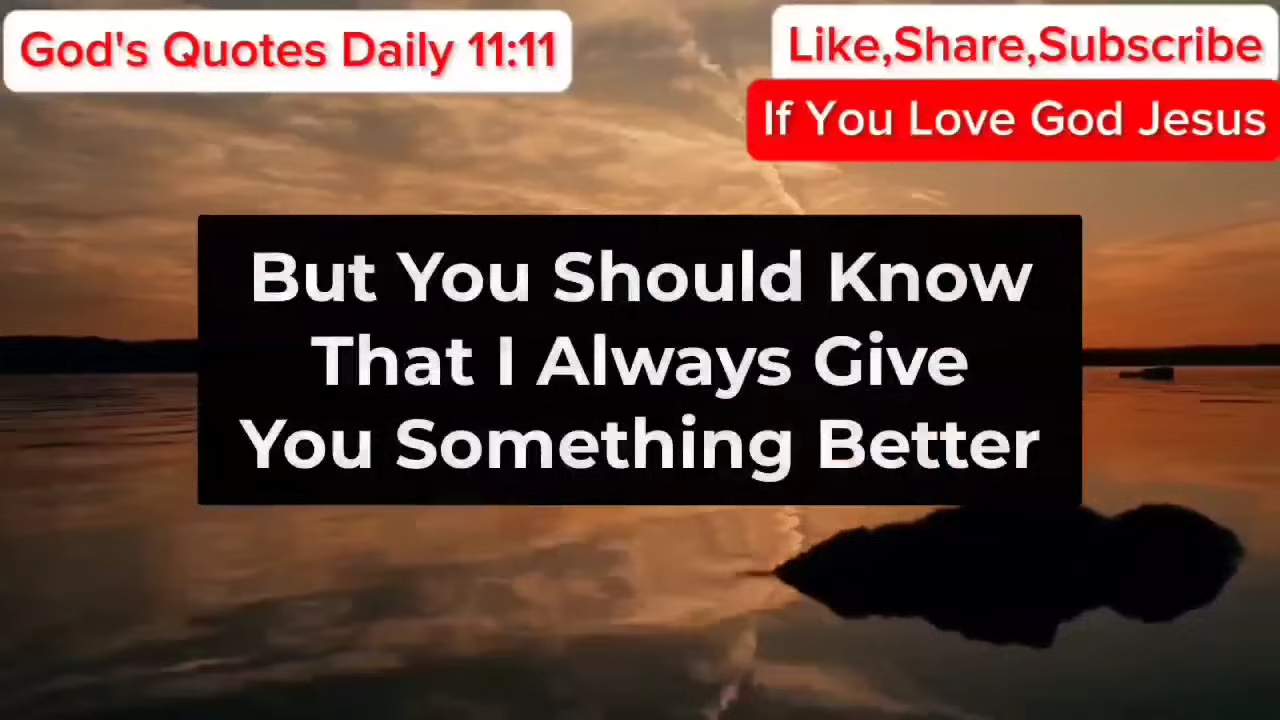 God's Quotes Daily 11:11
Like,Share,Subscribe
If You Love God Jesus
But You Should Know
That I Always Give
You Something Better